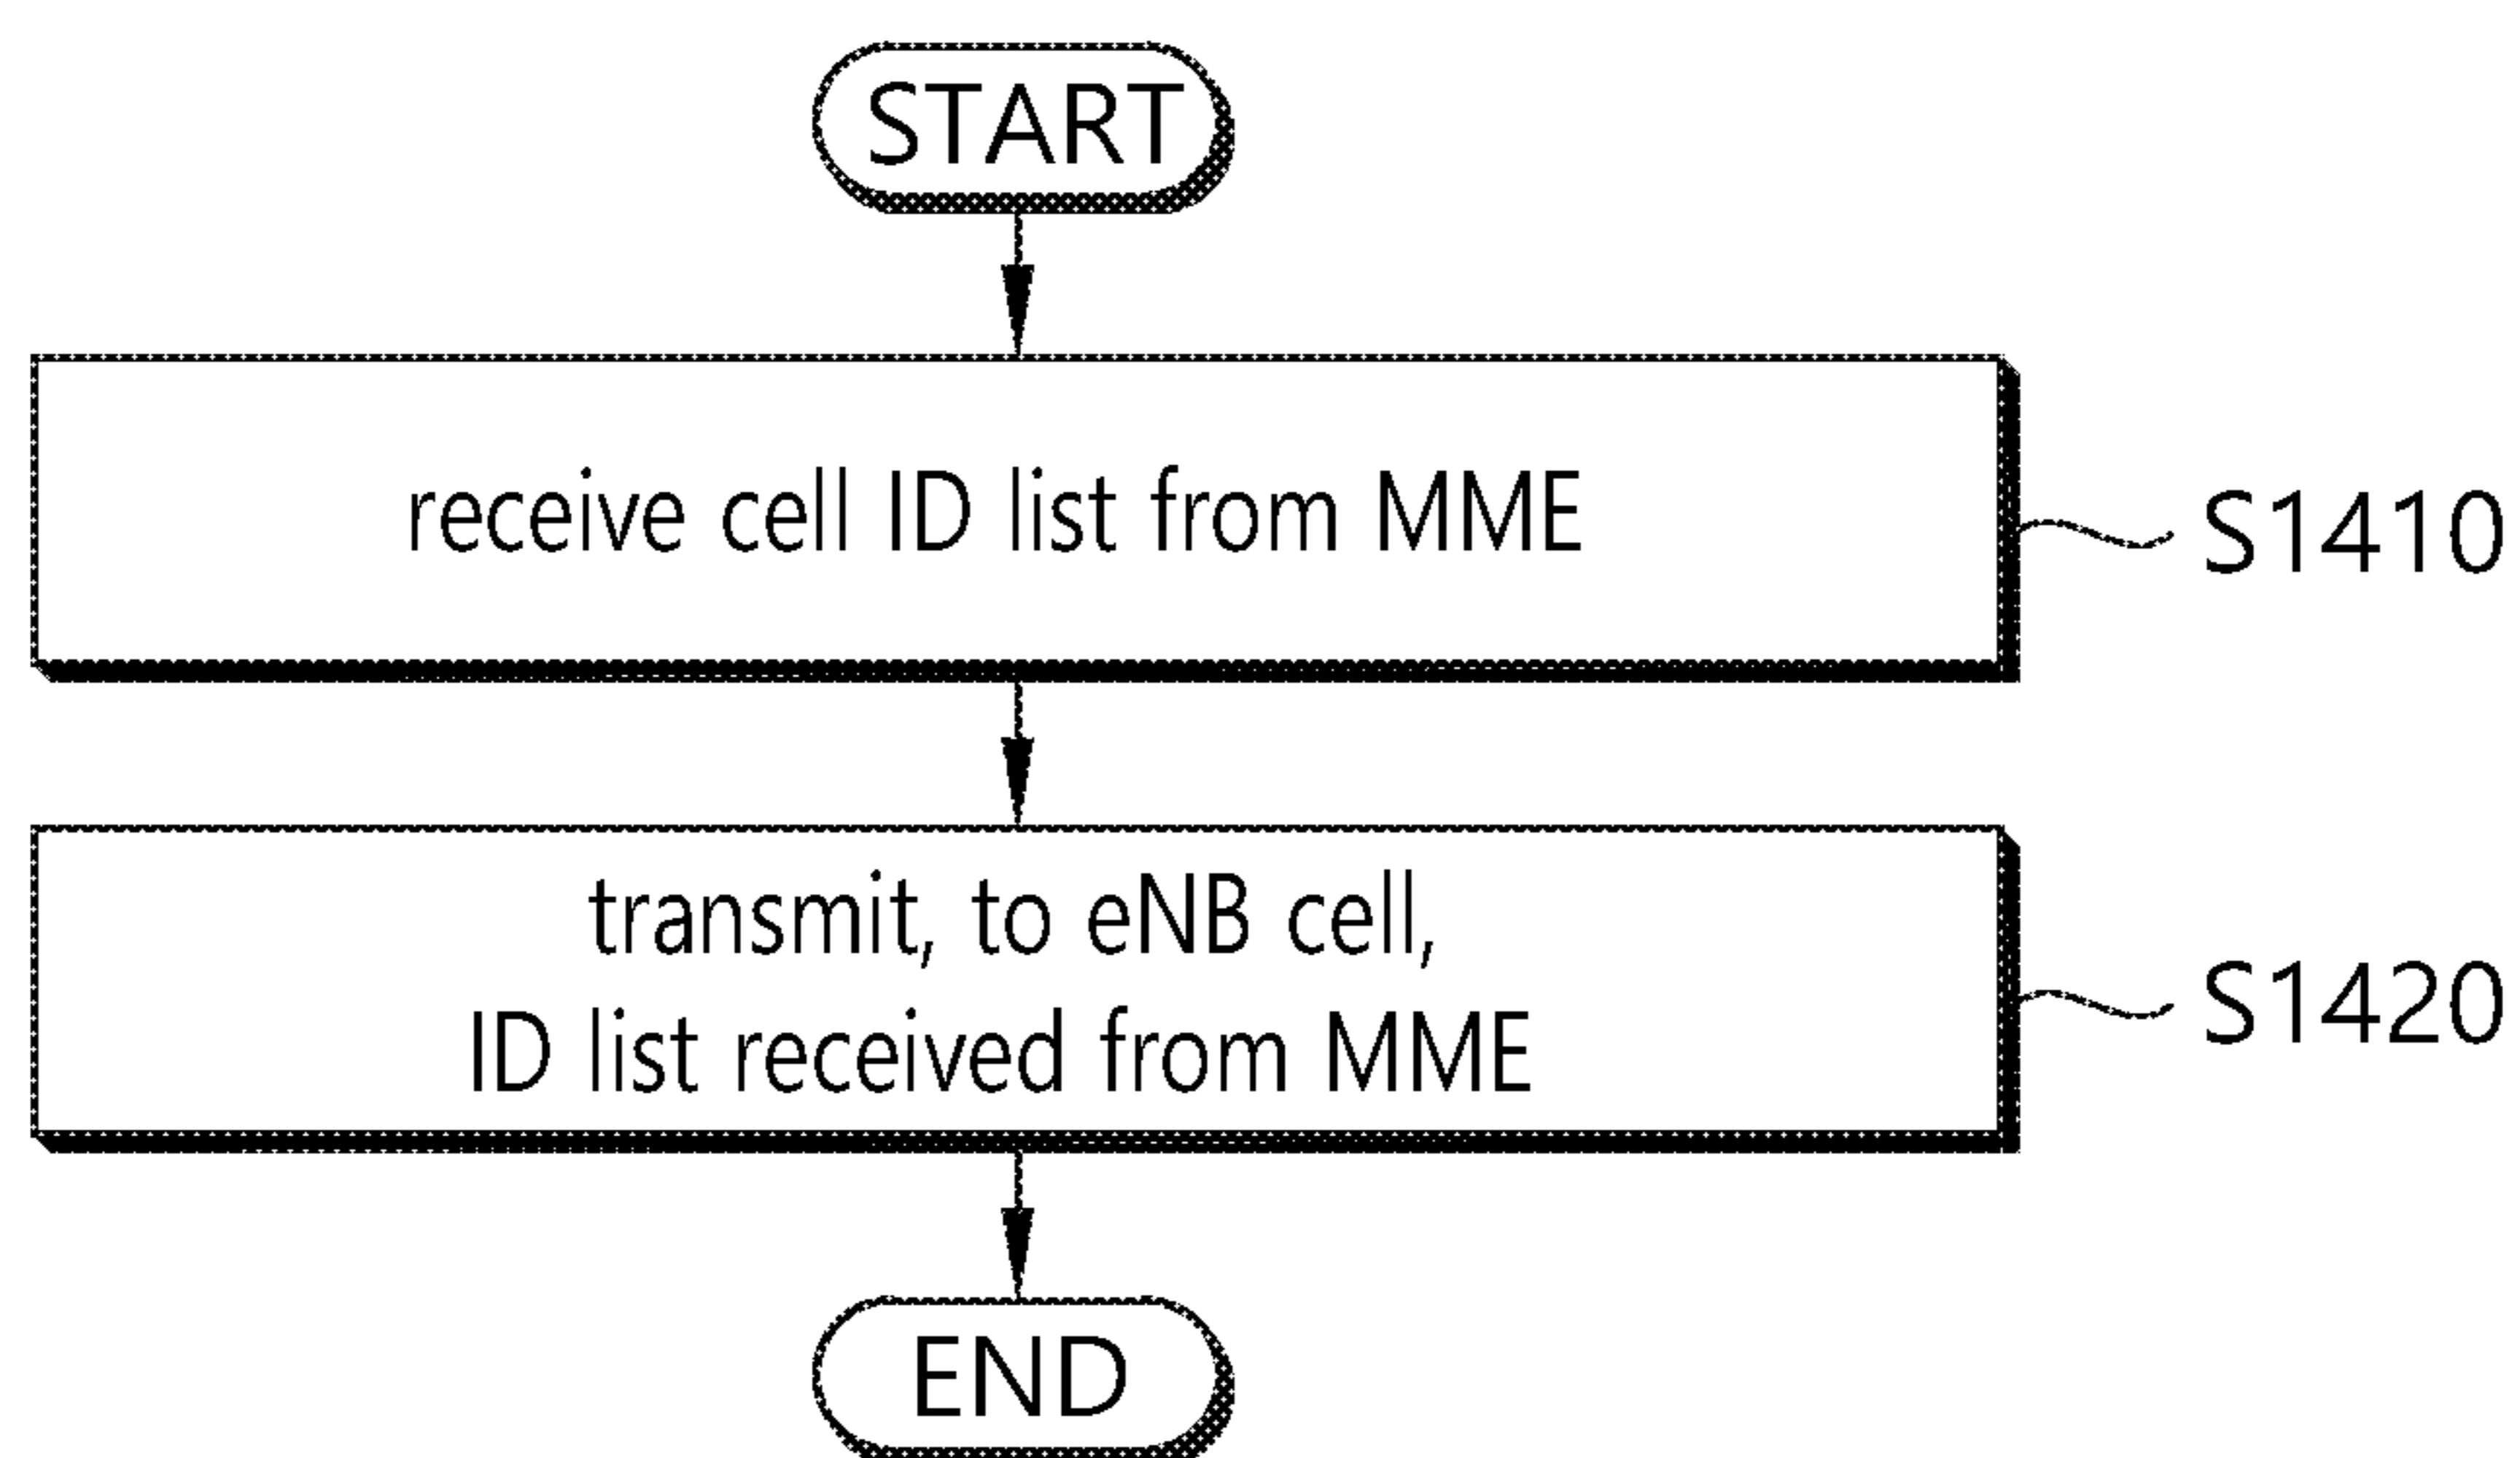 START
receive cell ID list from MME
S1410
transmit, to eNB cell,
ID list received from MME
S1420
END